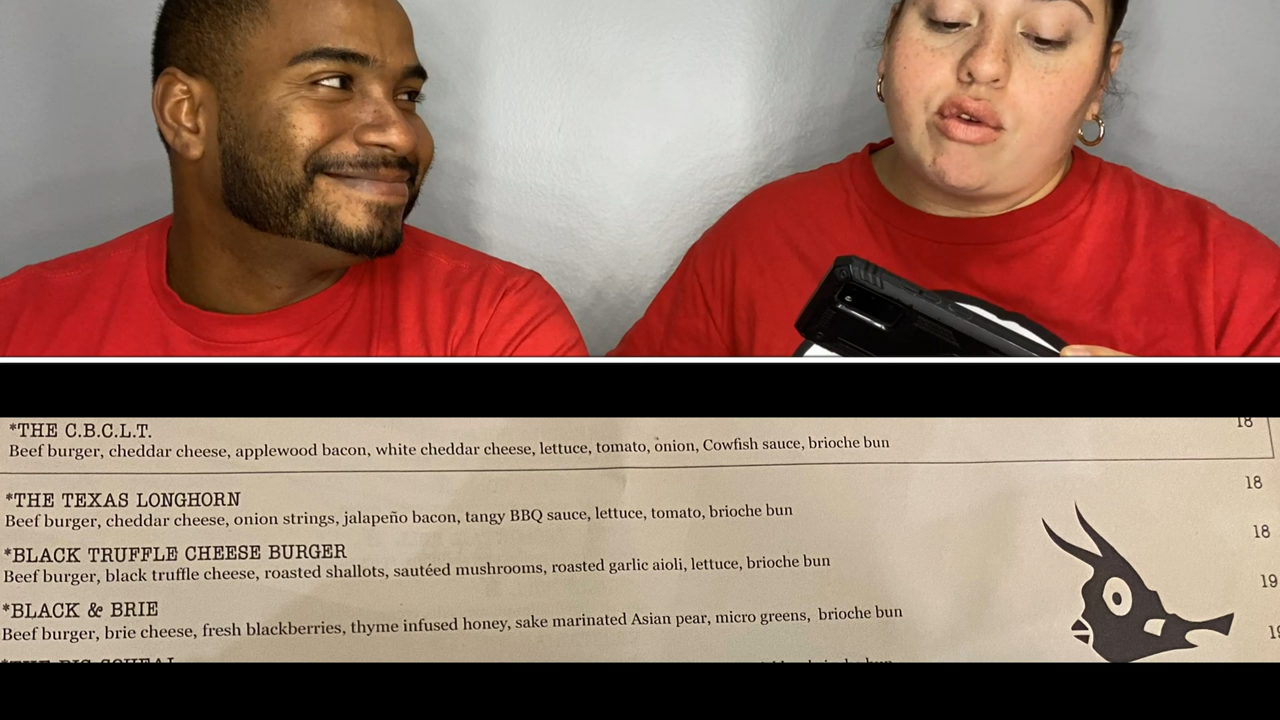 18
*THE C.B.C.L.T.
Beef burger, cheddar cheese, applewood bacon, white cheddar cheese, lettuce, tomato, onion, Cowfish sauce, brioche bun
*THE TEXAS LONGHORN 18
Beef burger, cheddar cheese, onion strings, jalapeño bacon, tangy BBQ sauce, lettuce, tomato, brioche bun
*BLACK TRUFFLE CHEESE BURGER 18
Beef burger, black truffle cheese, roasted shallots, sautéed mushrooms, roasted garlic aioli, lettuce, brioche bun
*BLACK & BRIE 19
Beef burger, brie cheese, fresh blackberries, thyme infused honey, sake marinated Asian pear, micro greens, brioche bun